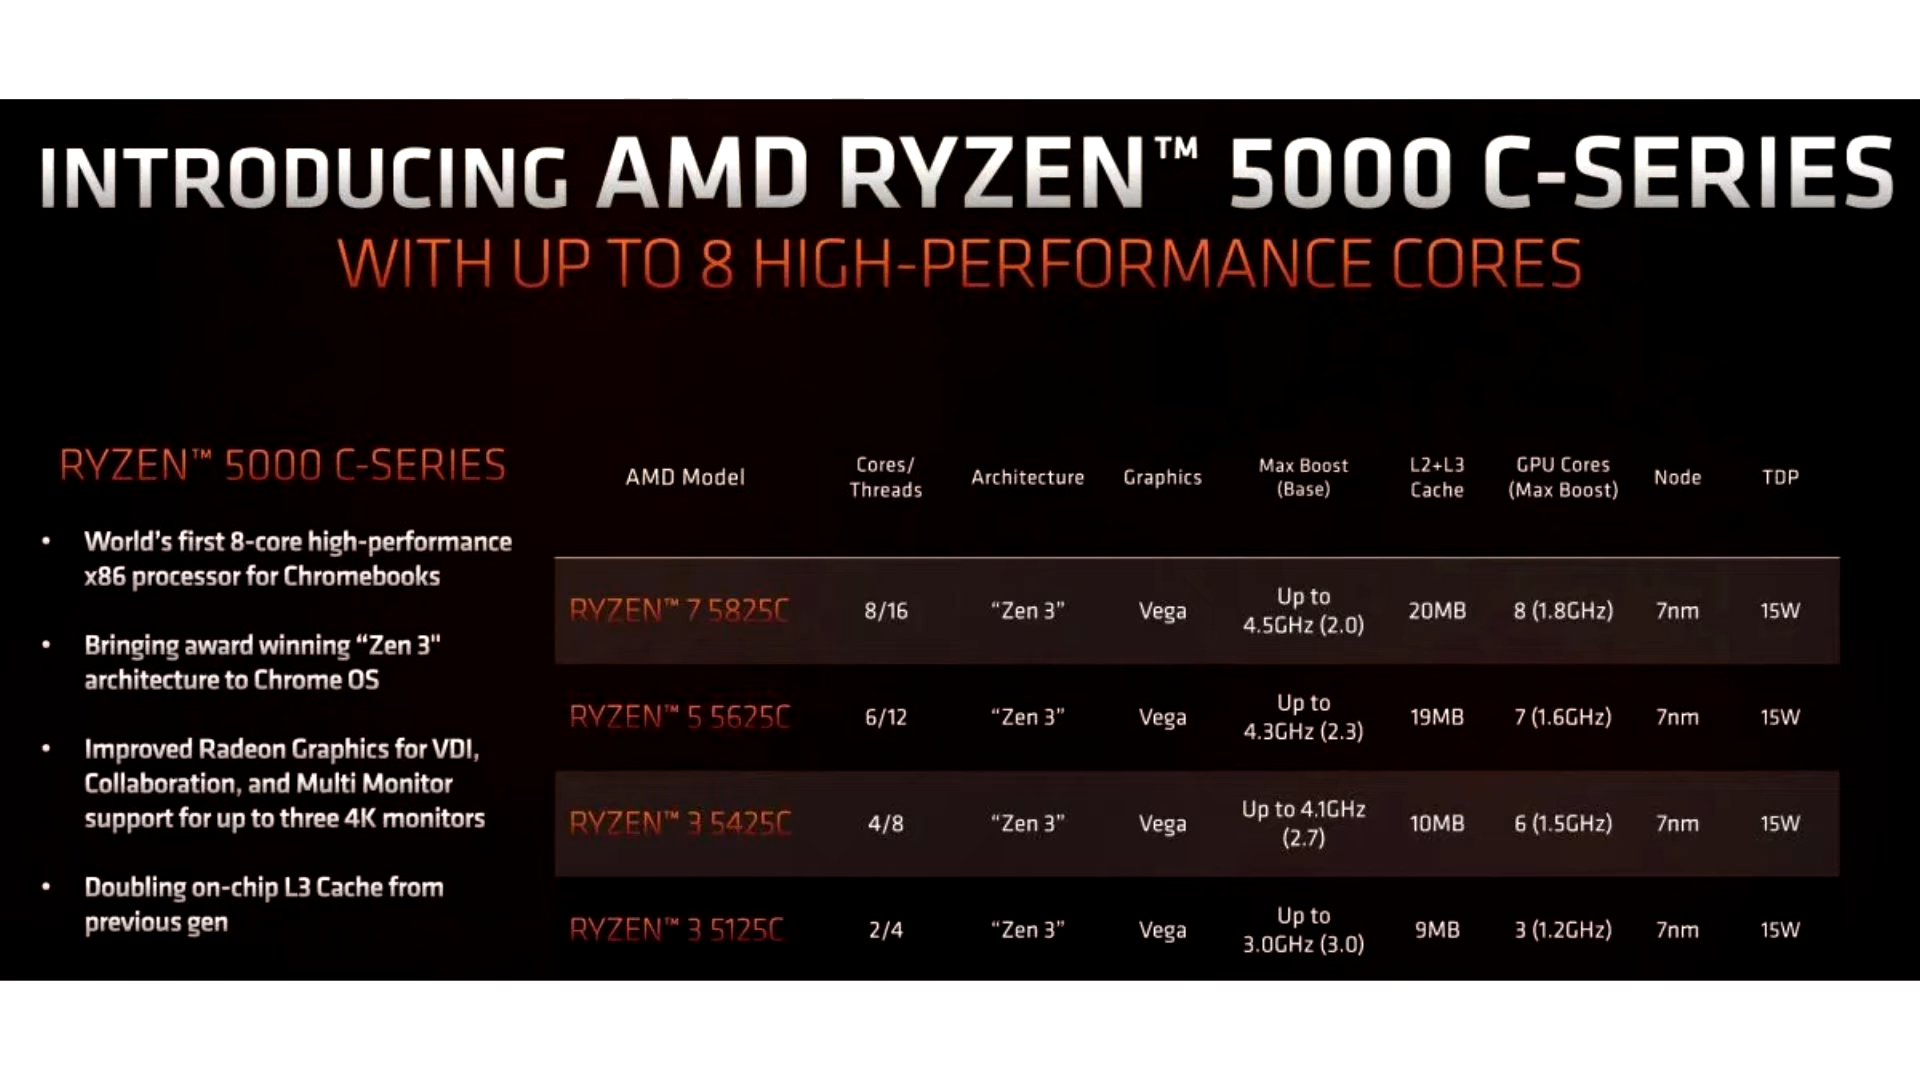 INTRODUCING AMD RYZEN™ 5000 C-SERIES
WITH UP TO 8 HIGH-PERFORMANCE CORES
RYZEN™ 5000 C-SERIES
• World's first 8-core high-performance
x86 processor for Chromebooks
• Bringing award winning “Zen 3"
architecture to Chrome OS
• Improved Radeon Graphics for VDI,
Collaboration, and Multi Monitor
support for up to three 4K monitors
• Doubling on-chip L3 Cache from
previous gen
AMD Model Cores/ Threads Architecture Graphics Max Boost (Base) L2+L3 Cache GPU Cores (Max Boost) Node TDP
RYZEN™ 7 5825C 8/16 “Zen 3” Vega Up to 4.5GHz (2.0) 20MB 8 (1.8GHz) 7nm 15W
RYZEN™ 5 5625C 6/12 “Zen 3” Vega Up to 4.3GHz (2.3) 19MB 7 (1.6GHz) 7nm 15W
RYZEN™ 3 5425C 4/8 “Zen 3” Vega Up to 4.1GHz (2.7) 10MB 6 (1.5GHz) 7nm 15W
RYZEN™ 3 5125C 2/4 “Zen 3” Vega Up to 3.0GHz (3.0) 9MB 3 (1.2GHz) 7nm 15W